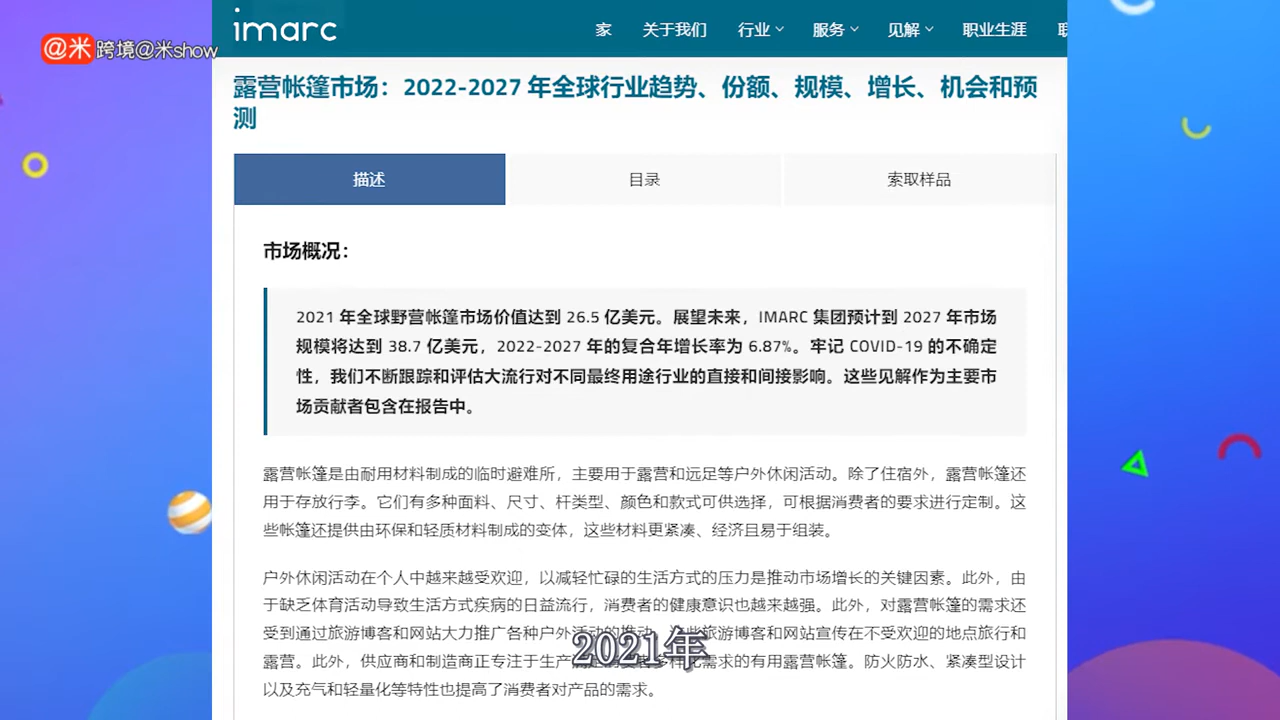 imarc
家 关于我们 行业 服务 见解 职业生涯
@米 跨境@米show
露营帐篷市场：2022-2027 年全球行业趋势、份额、规模、增长、机会和预
测
描述 目录 索取样品
市场概况：
2021 年全球野营帐篷市场价值达到 26.5 亿美元。展望未来，IMARC 集团预计到 2027 年市场
规模将达到 38.7 亿美元，2022-2027 年的复合年增长率为 6.87%。牢记 COVID-19 的不确定
性，我们不断跟踪和评估大流行对不同最终用途行业的直接和间接影响。这些见解作为主要市
场贡献者包含在报告中。
露营帐篷是由耐用材料制成的临时避难所，主要用于露营和远足等户外休闲活动。除了住宿外，露营帐篷还
用于存放行李。它们有多种面料、尺寸、杆类型、颜色和款式可供选择，可根据消费者的要求进行定制。这
些帐篷还提供由环保和轻质材料制成的变体，这些材料更紧凑、经济且易于组装。
户外休闲活动在个人中越来越受欢迎，以减轻忙碌的生活方式的压力是推动市场增长的关键因素。此外，由
于缺乏体育活动导致生活方式疾病的日益流行，消费者的健康意识也越来越强。此外，对露营帐篷的需求还
受到通过旅游博客和网站大力推广各种户外活动的推动。这些旅游博客和网站宣传在不受欢迎的地点旅行和
露营。此外，供应商和制造商正专注于生产 需求的有用露营帐篷。防火防水、紧凑型设计
以及充气和轻量化等特性也提高了消费者对产品的需求。
2021年